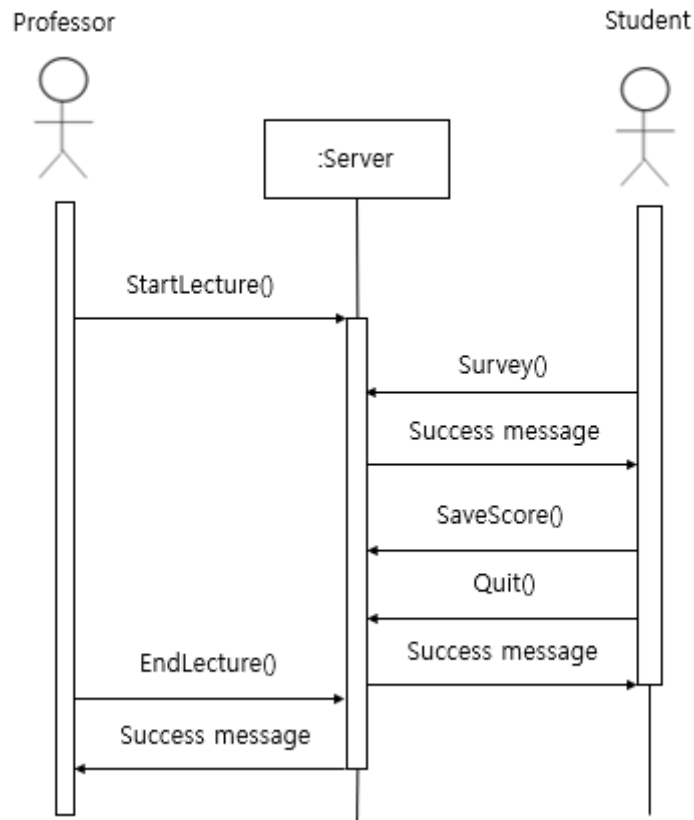 Professor
Student
:Server
StartLecture()
Survey()
Success message
SaveScore()
Quit()
Success message
EndLecture()
Success message